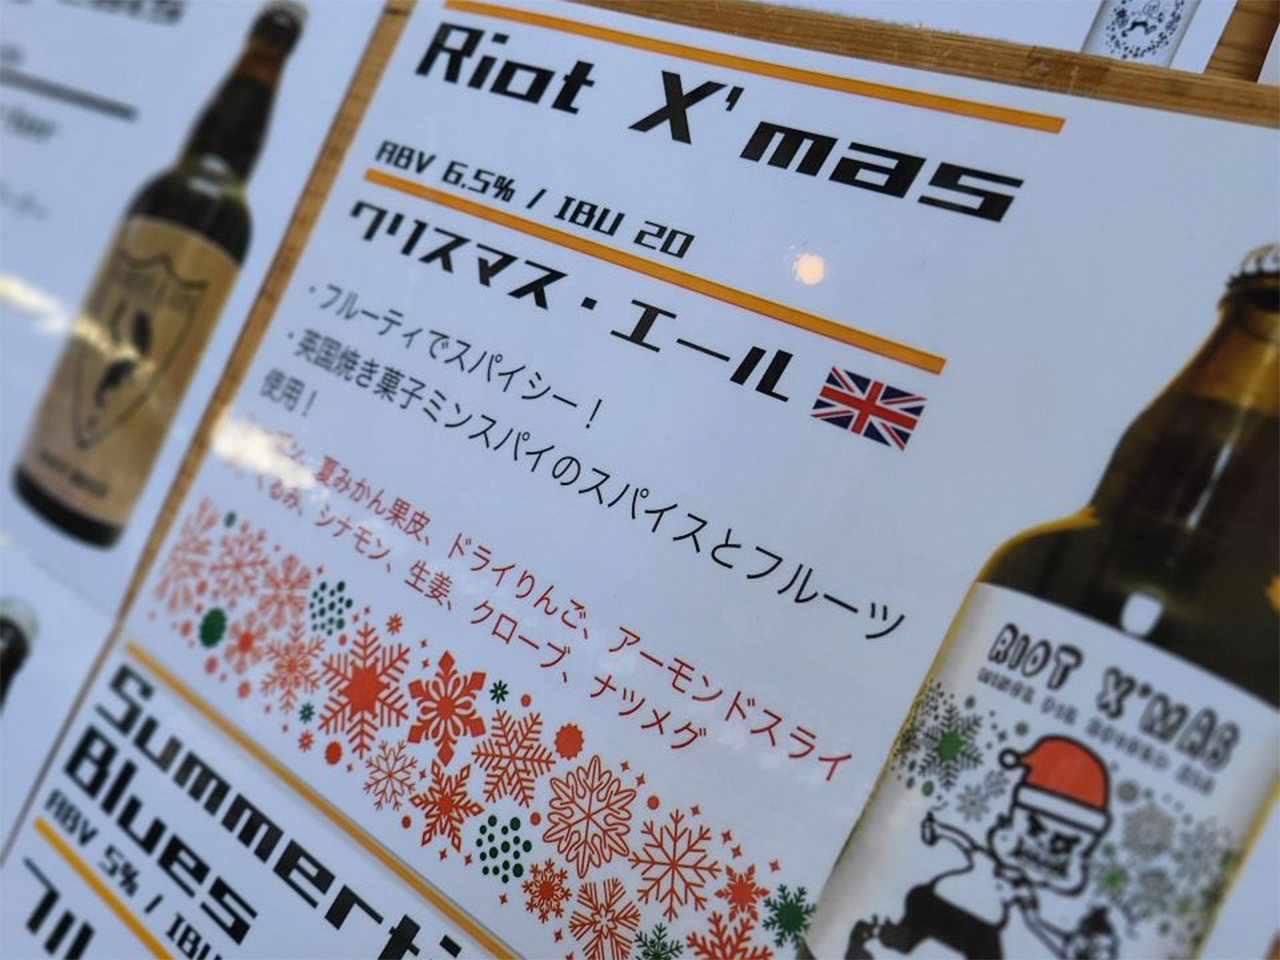 Riot X'mas
ABV 6.5% / IBU 20
クリスマス・エール
・フルーティでスパイシー！
・英国焼き菓子ミンスパイのスパイスとフルーツ
使用！
夏みかん果皮、ドライりんご、アーモンドスライ
くるみ、シナモン、生姜、クローブ、ナツメグ
Summerti
Blues
ABV 5% / IBU
RIOT X'MAS